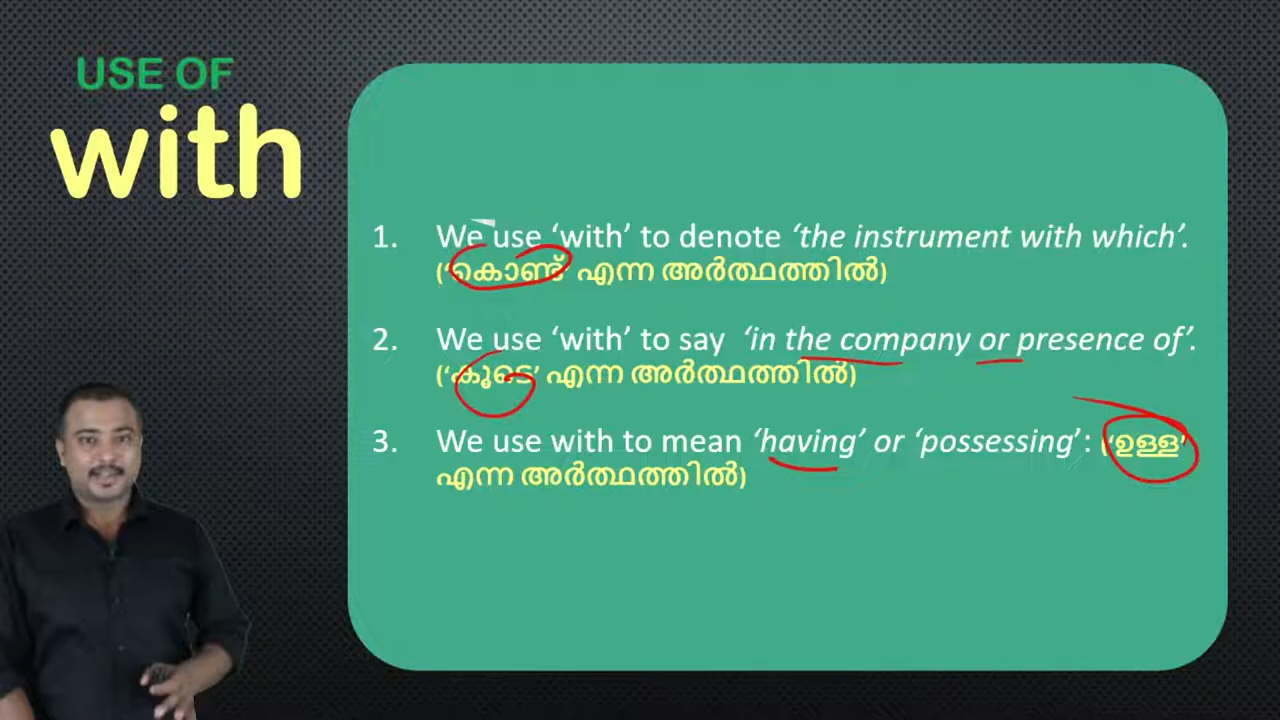 USE OF
with
1. We use ‘with’ to denote ‘the instrument with which’.
(‘കൊണ്ട്’ എന്ന അർത്ഥത്തിൽ)
2. We use ‘with’ to say ‘in the company or presence of’.
(‘കൂടെ’ എന്ന അർത്ഥത്തിൽ)
3. We use with to mean ‘having’ or ‘possessing’: (‘ഉള്ള’
എന്ന അർത്ഥത്തിൽ)